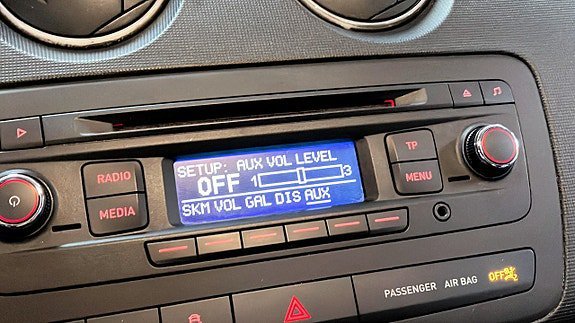 SETUP: AUX VOL LEVEL
OFF 1 3
SKM VOL GAL DIS AUX
RADIO
MEDIA
TP
MENU
PASSENGER AIR BAG OFF